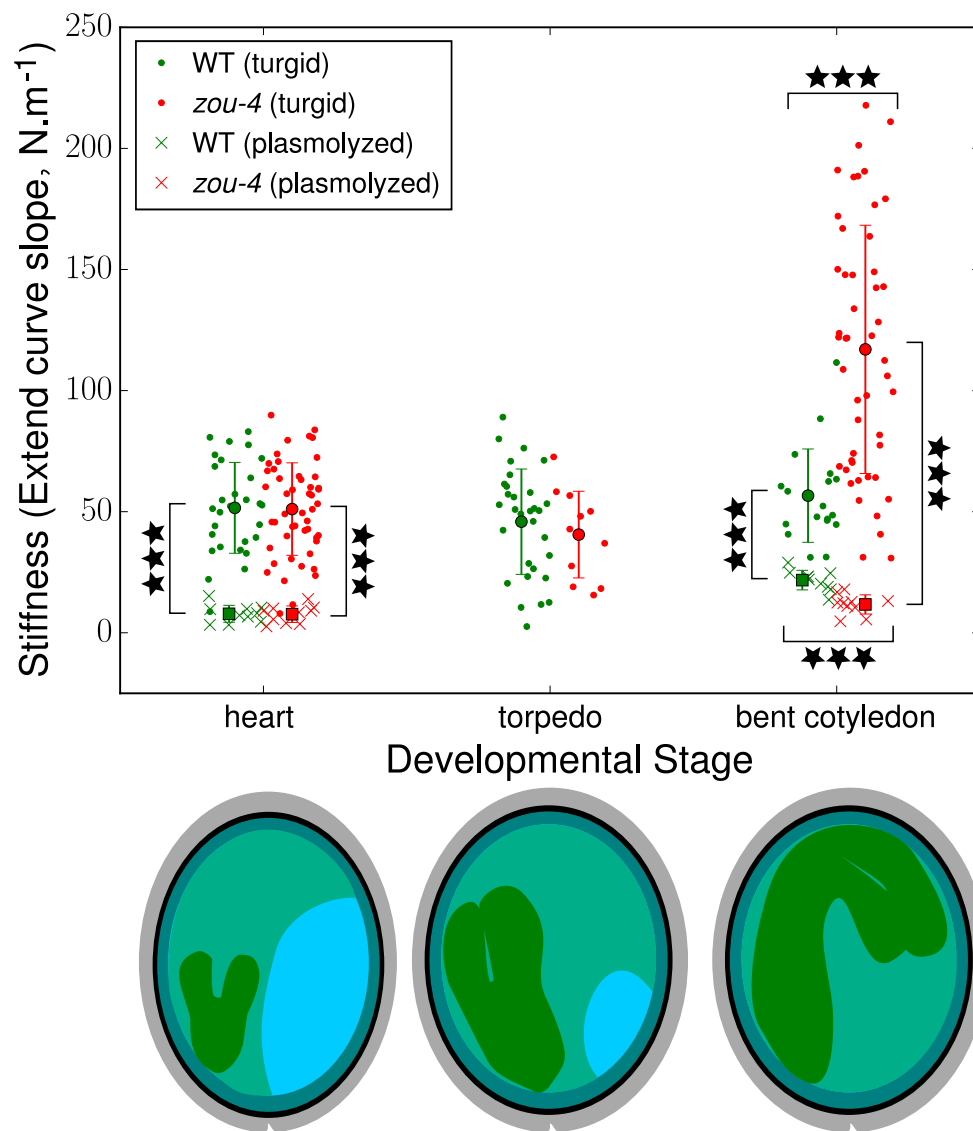 Stiffness (Extend curve slope, N.m⁻¹)
250
200
150
100
50
0
WT (turgid)
zou-4 (turgid)
WT (plasmolyzed)
zou-4 (plasmolyzed)
heart
torpedo
bent cotyledon
Developmental Stage